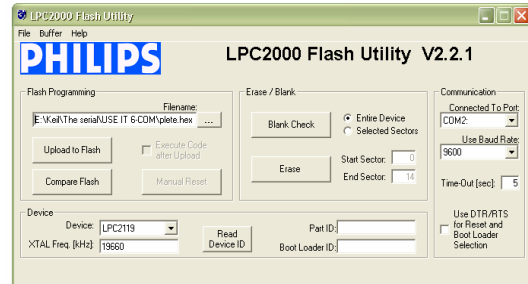 LPC2000 Flash Utility
File Buffer Help
PHILIPS
LPC2000 Flash Utility V2.2.1
Flash Programming
Filename:
E:\Keil\The serial\USE IT 6-COM\plete.hex ...
Upload to Flash
Execute Code
after Upload
Compare Flash
Manual Reset
Erase / Blank
Blank Check
Entire Device
Selected Sectors
Erase
Start Sector: 0
End Sector: 14
Communication
Connected To Port:
COM2:
Use Baud Rate:
9600
Time-Out [sec]: 5
Use DTR/RTS
for Reset and
Boot Loader
Selection
Device
Device: LPC2119
XTAL Freq. [kHz]: 19660
Read
Device ID
Part ID:
Boot Loader ID: